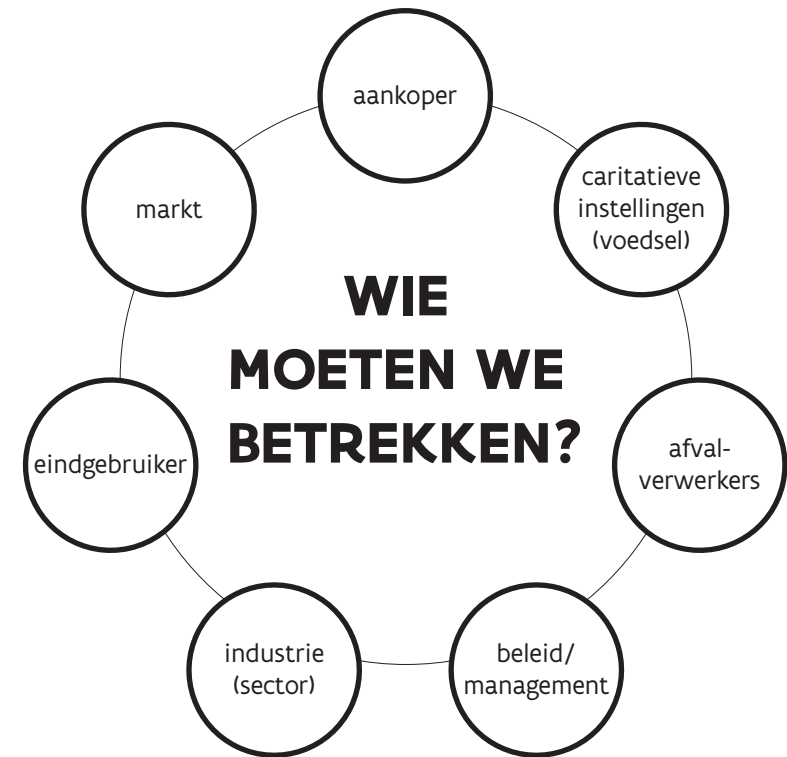 aankoper
caritatieve
instellingen
(voedsel)
afval-
verwerkers
beleid/
management
industrie
(sector)
eindgebruiker
markt
WIE
MOETEN WE
BETREKKEN?